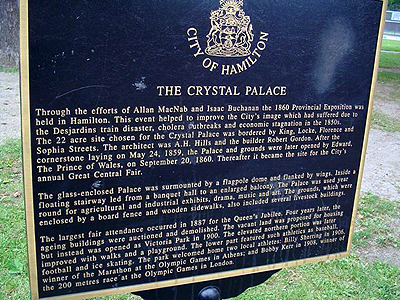 CITY OF HAMILTON
THE CRYSTAL PALACE
Through the efforts of Allan MacNab and Isaac Buchanan the 1860 Provincial Exposition was
held in Hamilton. This event helped to improve the City's image which had suffered due to
the Desjardins train disaster, cholera outbreaks and economic stagnation in the 1850s.
The 22 acre site chosen for the Crystal Palace was bordered by King, Locke, Florence and
Sophia Streets. The architect was A.H. Hills and the builder Robert Gordon. After the
cornerstone laying on May 24, 1859, the Palace and grounds were later opened by Edward,
The Prince of Wales, on September 20, 1860. Thereafter it became the site for the City's
annual Great Central Fair.
The glass-enclosed Palace was surmounted by a flagpole dome and flanked by wings. Inside a
floating stairway led from a banquet hall to an enlarged balcony. The Palace was used year
round for agricultural and industrial exhibits, drama, music and art. The grounds, which were
enclosed by a board fence and wooden sidewalks, also included several livestock buildings.
The largest fair attendance occurred in 1887 for the Queen's Jubilee. Four years later, the
ageing buildings were auctioned and demolished. The vacant land was proposed for housing
but instead was opened as Victoria Park in 1900. The elevated northern portion was later
improved with walks and a playground. The lower part featured such athletics as baseball,
football and ice skating. The park welcomed home two local athletes: Billy Sherring in 1906,
winner of the Marathon at the Olympic Games in Athens; and Bobby Kerr in 1908, winner of
the 200 metres race at the Olympic Games in London.